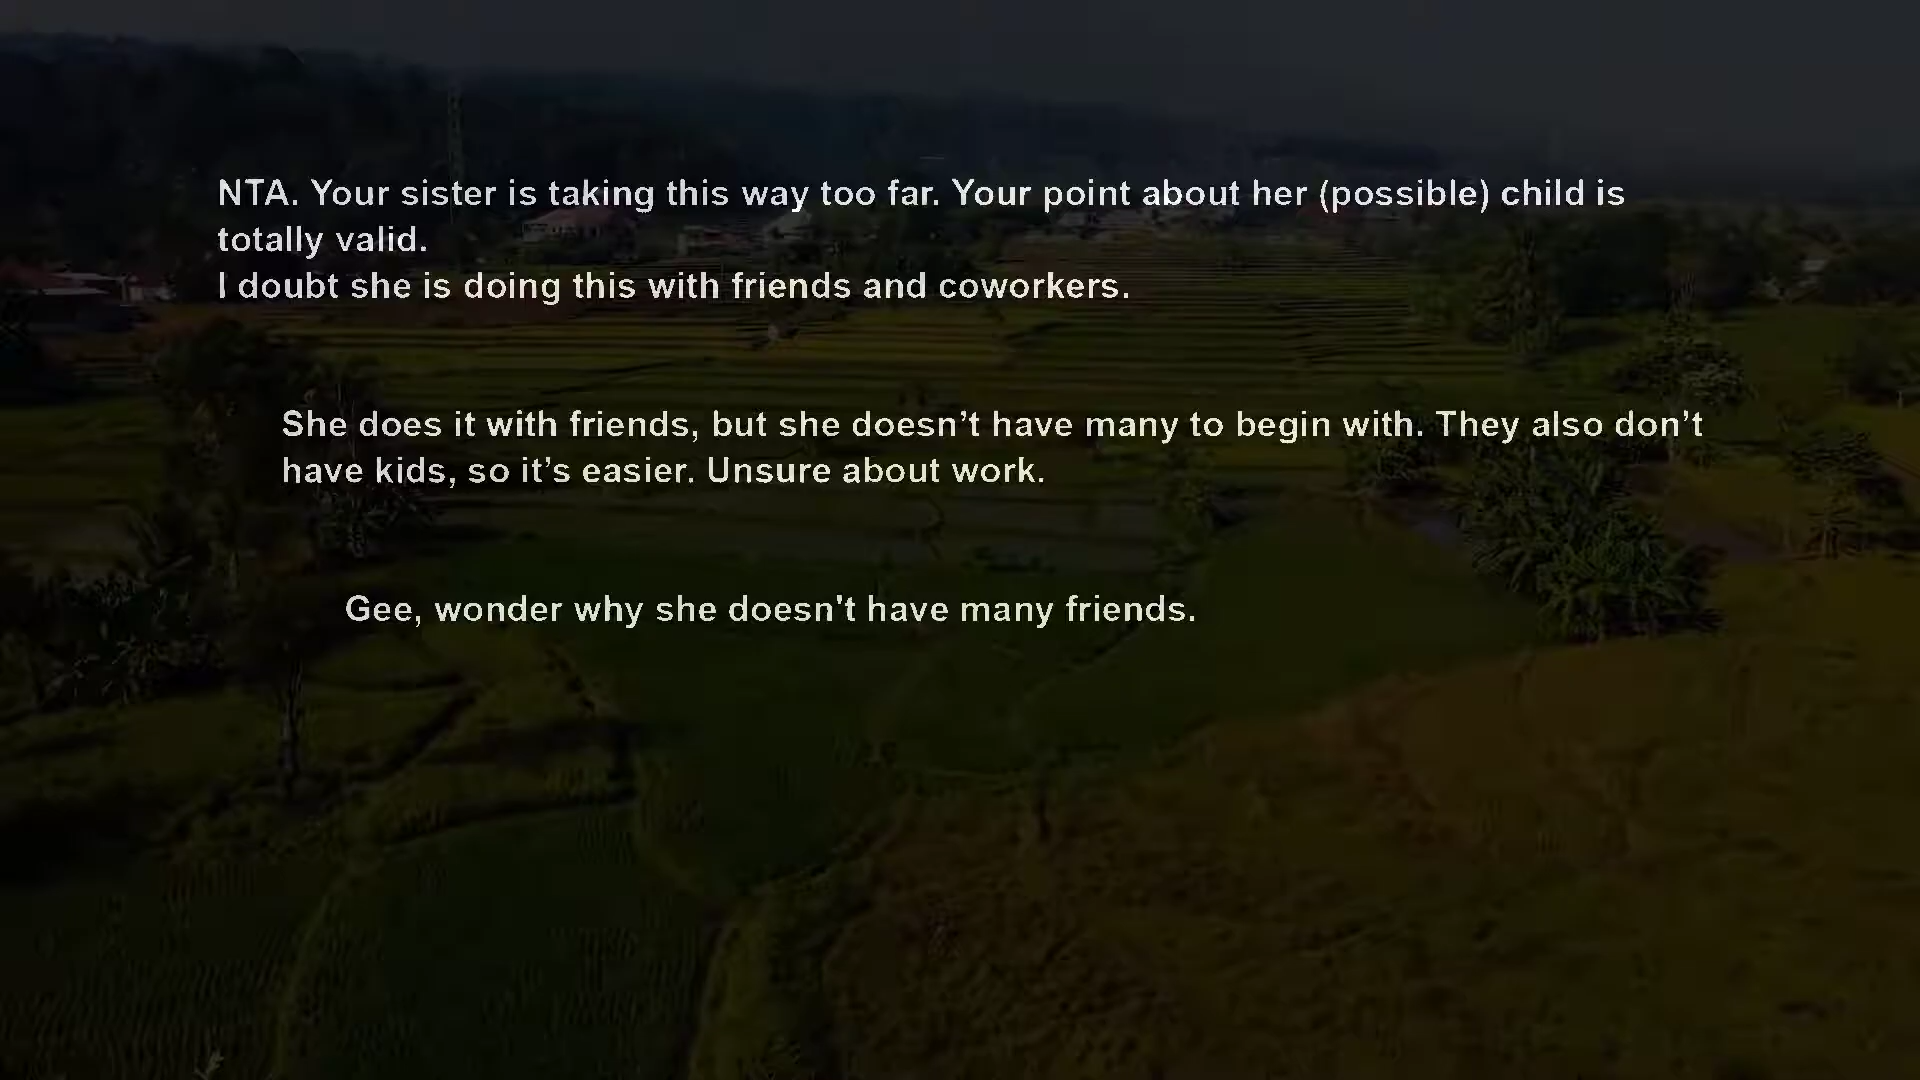 NTA. Your sister is taking this way too far. Your point about her (possible) child is
totally valid.
I doubt she is doing this with friends and coworkers.
She does it with friends, but she doesn’t have many to begin with. They also don’t
have kids, so it’s easier. Unsure about work.
Gee, wonder why she doesn't have many friends.